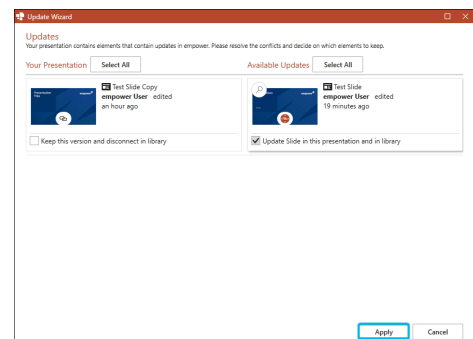 Update Wizard
Updates
Your presentation contains elements that contain updates in empower. Please resolve the conflicts and decide on which elements to keep.
Your Presentation Select All
Available Updates Select All
Test Slide Copy
empower User edited
an hour ago
Keep this version and disconnect in library
Test Slide
empower User edited
19 minutes ago
Update Slide in this presentation and in library
Apply Cancel